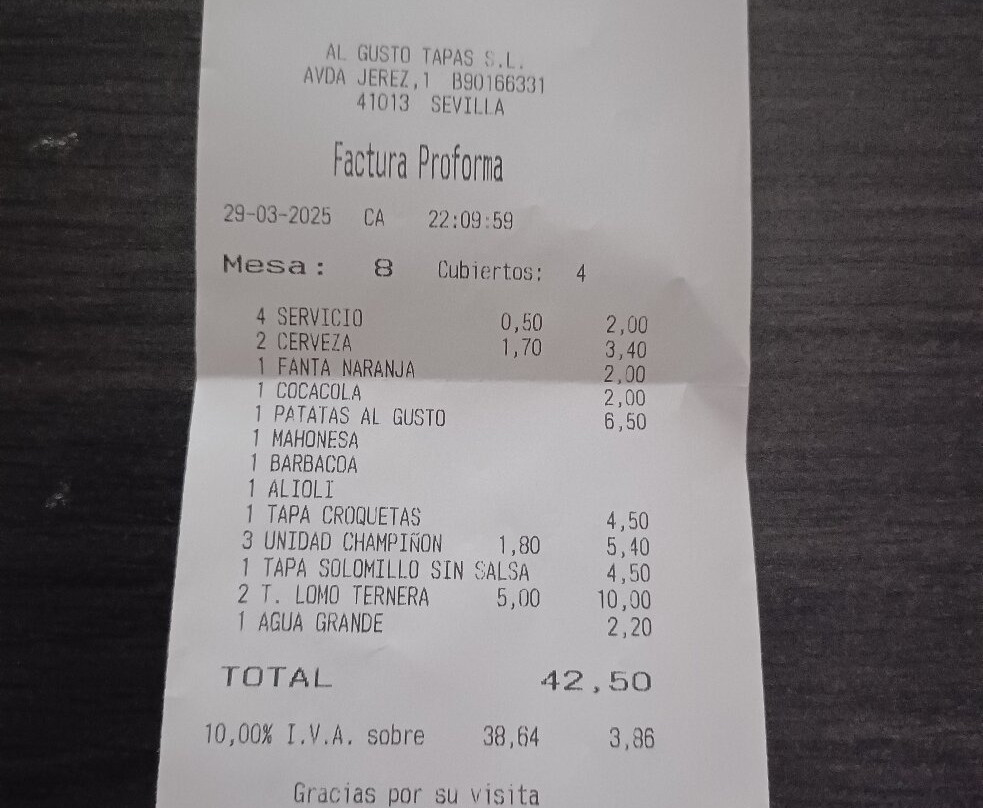 AL GUSTO TAPAS S.L.
AVDA JEREZ,1 B90166331
41013 SEVILLA
Factura Proforma
29-03-2025 CA 22:09:59
Mesa: 8 Cubiertos: 4
4 SERVICIO 0,50 2,00
2 CERVEZA 1,70 3,40
1 FANTA NARANJA 2,00
1 COCACOLA 2,00
1 PATATAS AL GUSTO 6,50
1 MAHONESA
1 BARBACOA
1 ALIOLI
1 TAPA CROQUETAS 4,50
3 UNIDAD CHAMPIÑON 1,80 5,40
1 TAPA SOLOMILLO SIN SALSA 4,50
2 T. LOMO TERNERA 5,00 10,00
1 AGUA GRANDE 2,20
TOTAL 42,50
10,00% I.V.A. sobre 38,64 3,86
Gracias por su visita